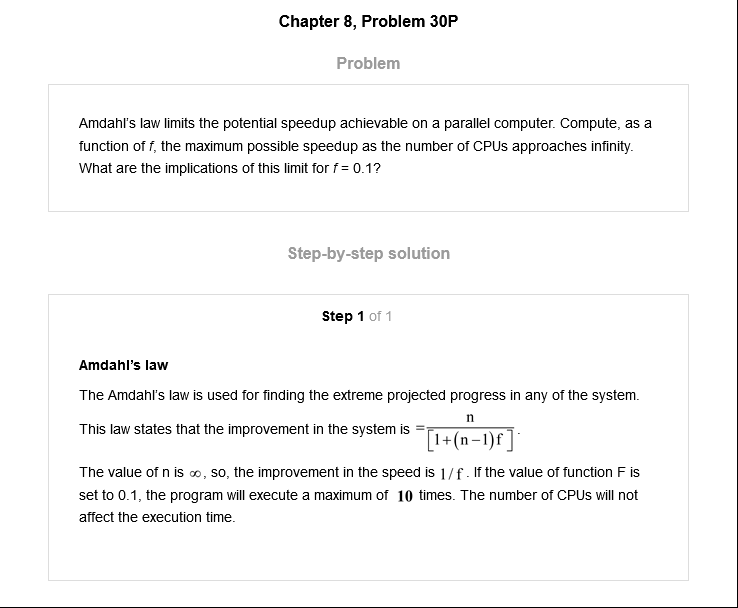 Chapter 8, Problem 30P
Problem
Amdahl's law limits the potential speedup achievable on a parallel computer. Compute, as a
function of f, the maximum possible speedup as the number of CPUs approaches infinity.
What are the implications of this limit for f = 0.1?
Step-by-step solution
Step 1 of 1
Amdahl's law
The Amdahl's law is used for finding the extreme projected progress in any of the system.
This law states that the improvement in the system is = n/[1+(n−1)f].
The value of n is ∞, so, the improvement in the speed is 1/f. If the value of function F is
set to 0.1, the program will execute a maximum of 10 times. The number of CPUs will not
affect the execution time.